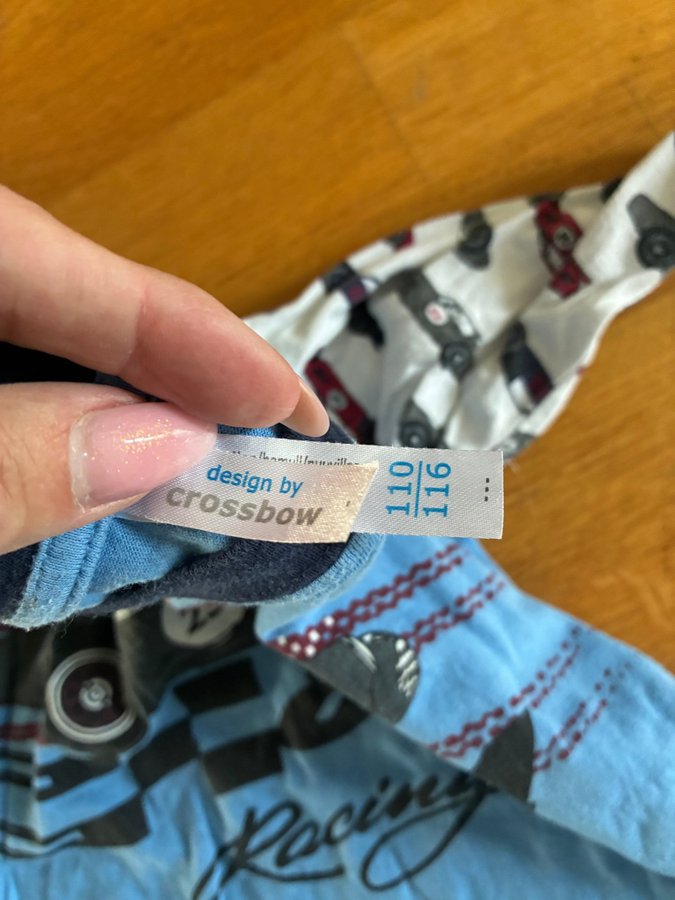 design by
crossbow
110
116
Racing